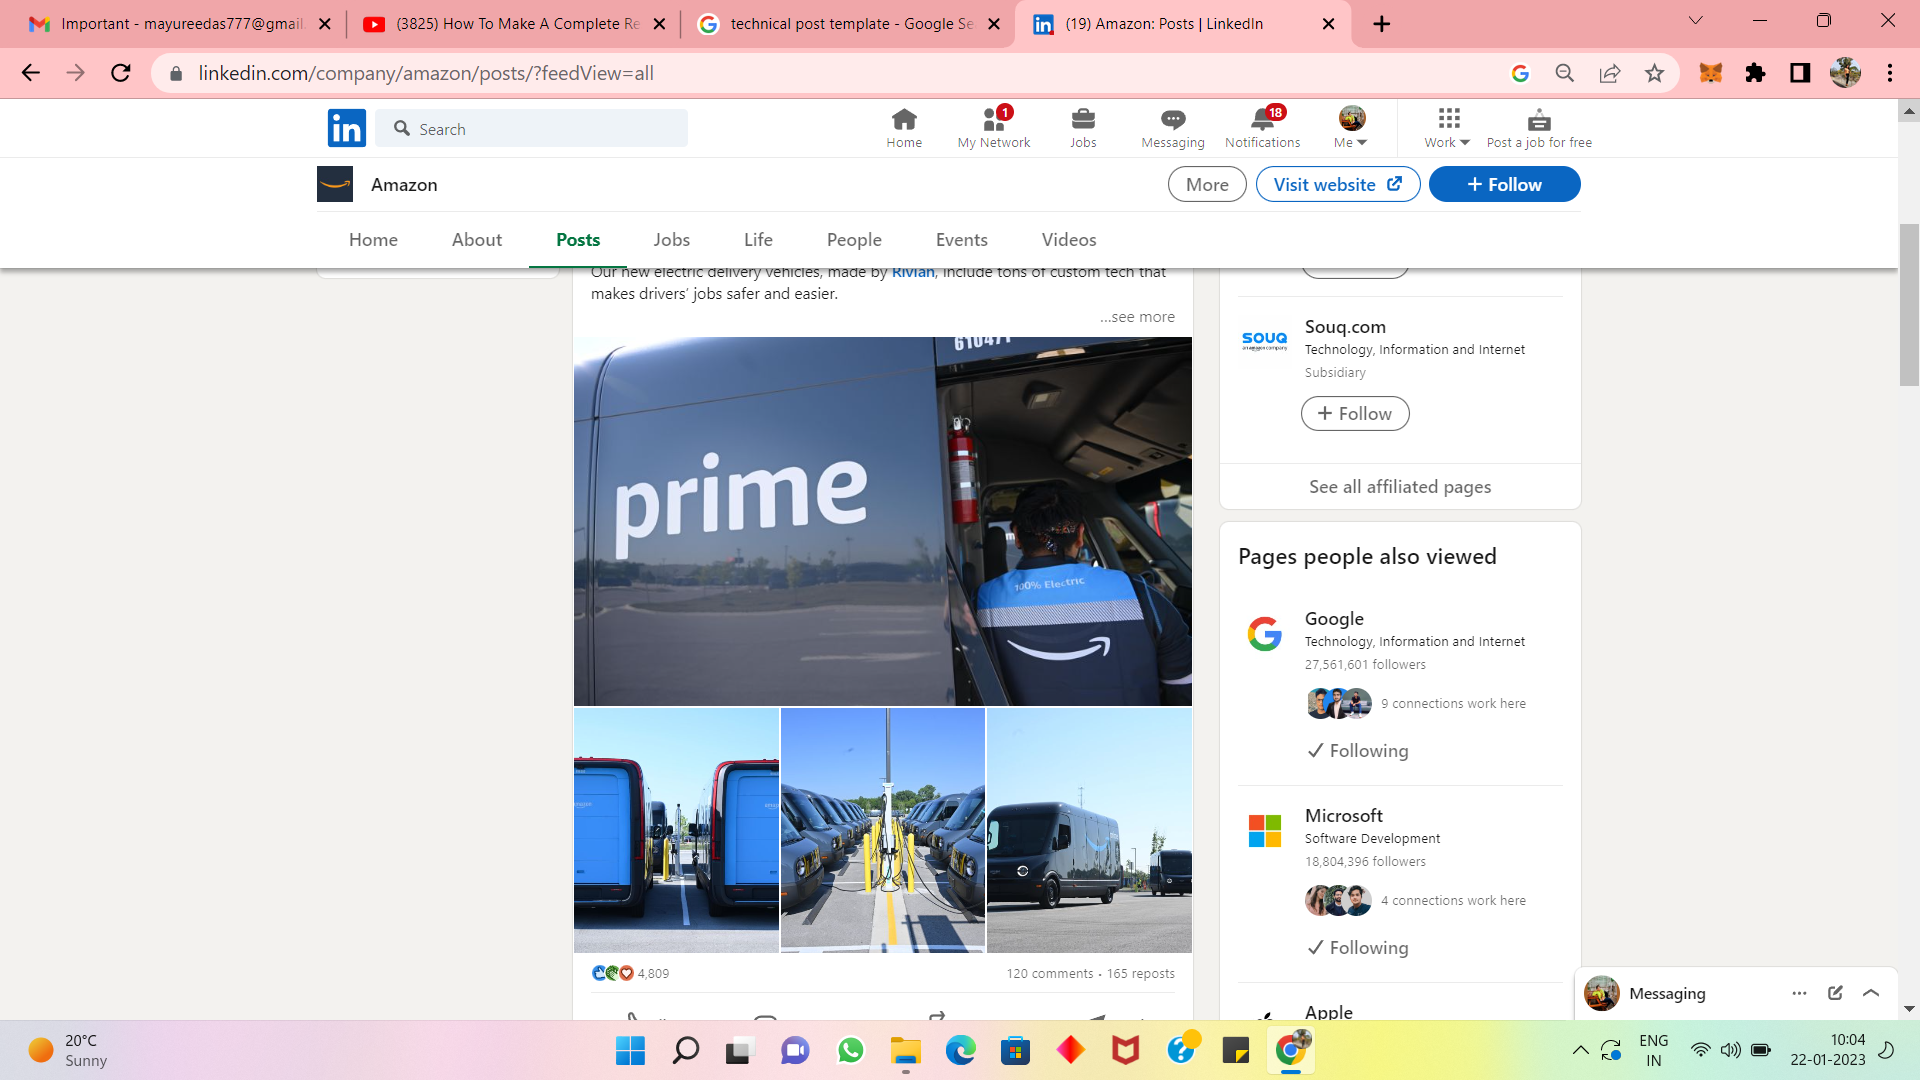 Important - mayureedas777@gmail.
(3825) How To Make A Complete Re
technical post template - Google Se
(19) Amazon: Posts | LinkedIn
linkedin.com/company/amazon/posts/?feedView=all
in
Search
Home
1
My Network
Jobs
Messaging
18
Notifications
Me
Work
Post a job for free
Amazon
More
Visit website
+ Follow
Home
About
Posts
Jobs
Life
People
Events
Videos
Our new electric delivery vehicles, made by Rivian, include tons of custom tech that
makes drivers' jobs safer and easier.
...see more
610471
prime
100% Electric
4,809
120 comments • 165 reposts
SOUQ
an amazon company
Souq.com
Technology, Information and Internet
Subsidiary
+ Follow
See all affiliated pages
Pages people also viewed
Google
Technology, Information and Internet
27,561,601 followers
9 connections work here
Following
Microsoft
Software Development
18,804,396 followers
4 connections work here
Following
Apple
Messaging
20°C
Sunny
ENG
IN
10:04
22-01-2023